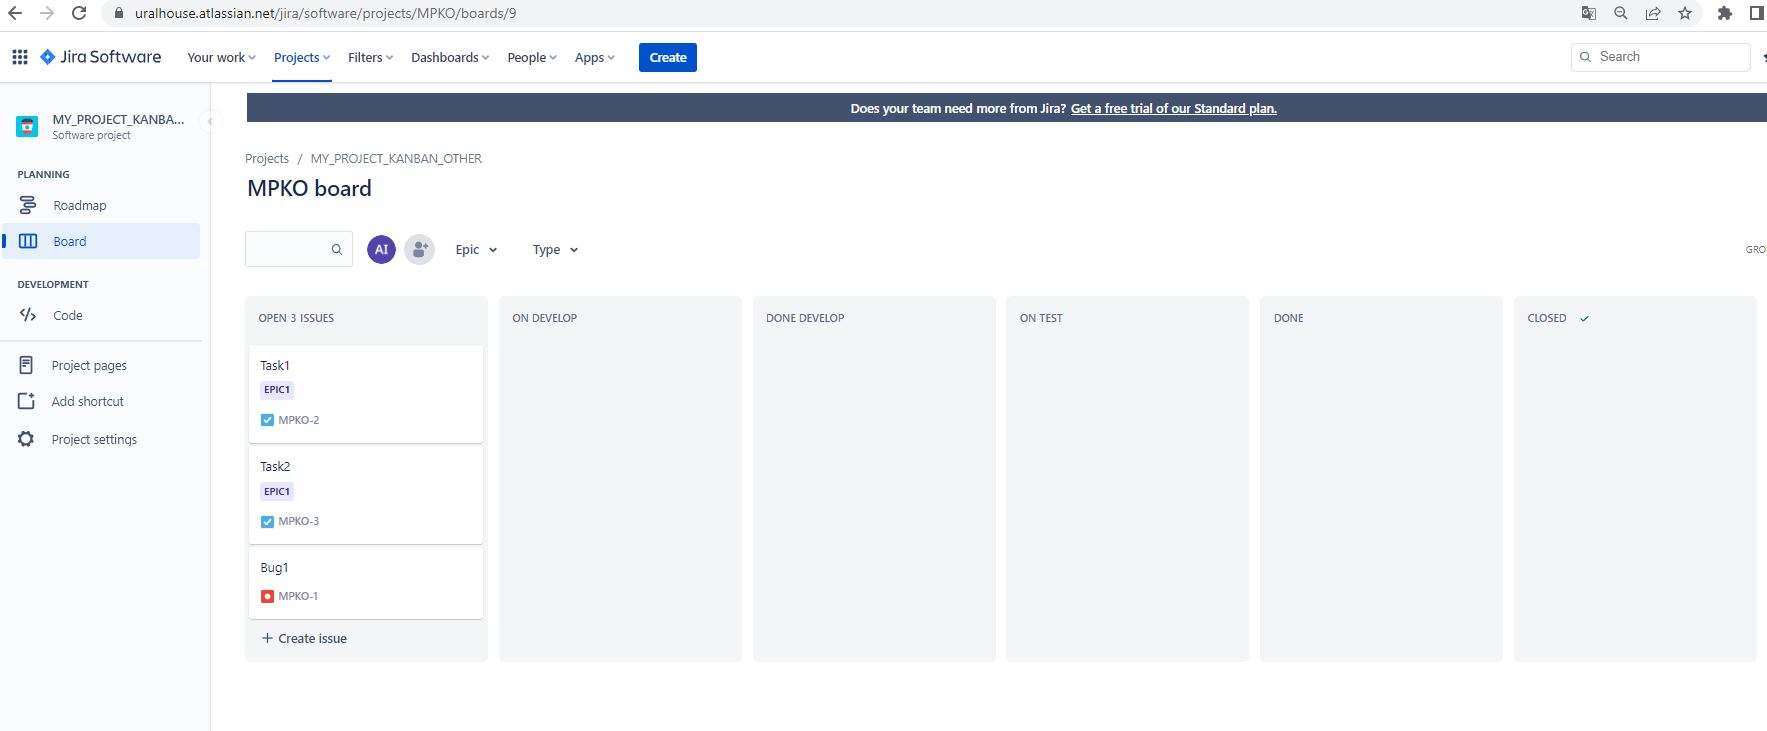 uralhouse.atlassian.net/jira/software/projects/MPKO/boards/9
Jira Software
Your work
Projects
Filters
Dashboards
People
Apps
Create
Search
MY_PROJECT_KANBA...
Software project
PLANNING
Roadmap
Board
DEVELOPMENT
Code
Project pages
Add shortcut
Project settings
Does your team need more from Jira? Get a free trial of our Standard plan.
Projects / MY_PROJECT_KANBAN_OTHER
MPKO board
AI
Epic
Type
GRO
OPEN 3 ISSUES
Task1
EPIC1
MPKO-2
Task2
EPIC1
MPKO-3
Bug1
MPKO-1
+ Create issue
ON DEVELOP
DONE DEVELOP
ON TEST
DONE
CLOSED